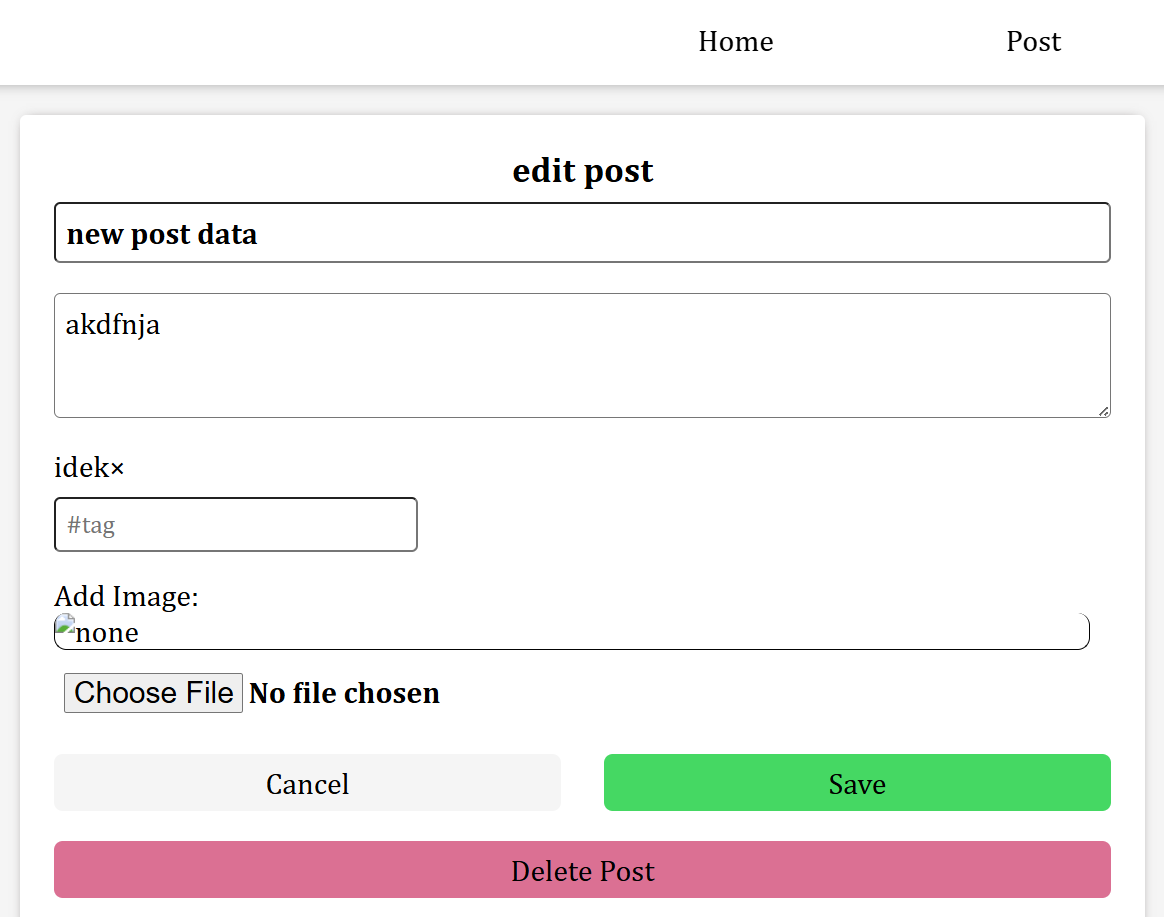 Home Post
edit post
new post data
akdfnja
idek×
#tag
Add Image:
none
Choose File No file chosen
Cancel Save
Delete Post